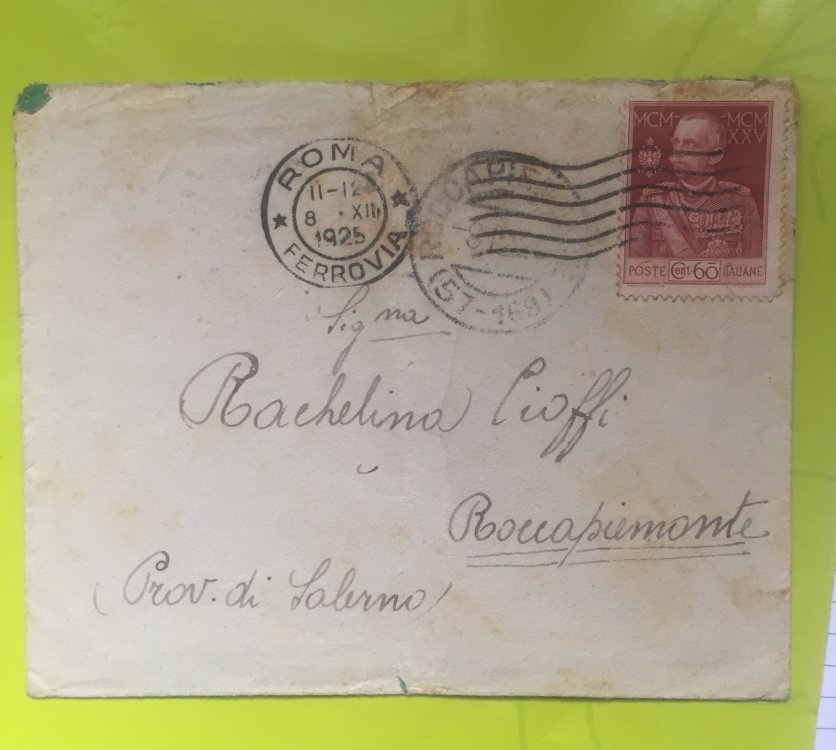 MCM- -MCM
XXV
ROMA
11-12
8 · XII
1925
FERROVIA
(57-169)
POSTE Cent. 60 ITALIANE
Sig na
Rachelina Cioffi
Roccapiemonte
(Prov. di Salerno)